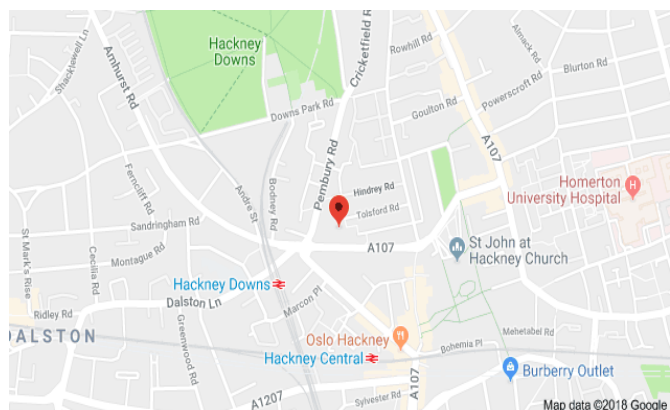 Shacklewell Ln
Amhurst Rd
Hackney
Downs
Cricketfield R
Rowhill Rd
Almack Rd
Blurton Rd
Powerscroft Rd
Goulton Rd
Downs Park Rd
A107
Pembury Rd
Ferncliff Rd
Andre St
Bodney Rd
Hindrey Rd
Tolsford Rd
Homerton
University Hospital
H
Sandringham Rd
St Mark's Rise
Cecilia Rd
Montague Rd
A107
St John at
Hackney Church
Hackney Downs
Dalston Ln
Marcon Pl
Ridley Rd
DALSTON
Greenwood Rd
Oslo Hackney
Mehetabel Rd
Bohemia Pl
Hackney Central
A107
Burberry Outlet
A1207
Sylvester Rd
Map data ©2018 Google